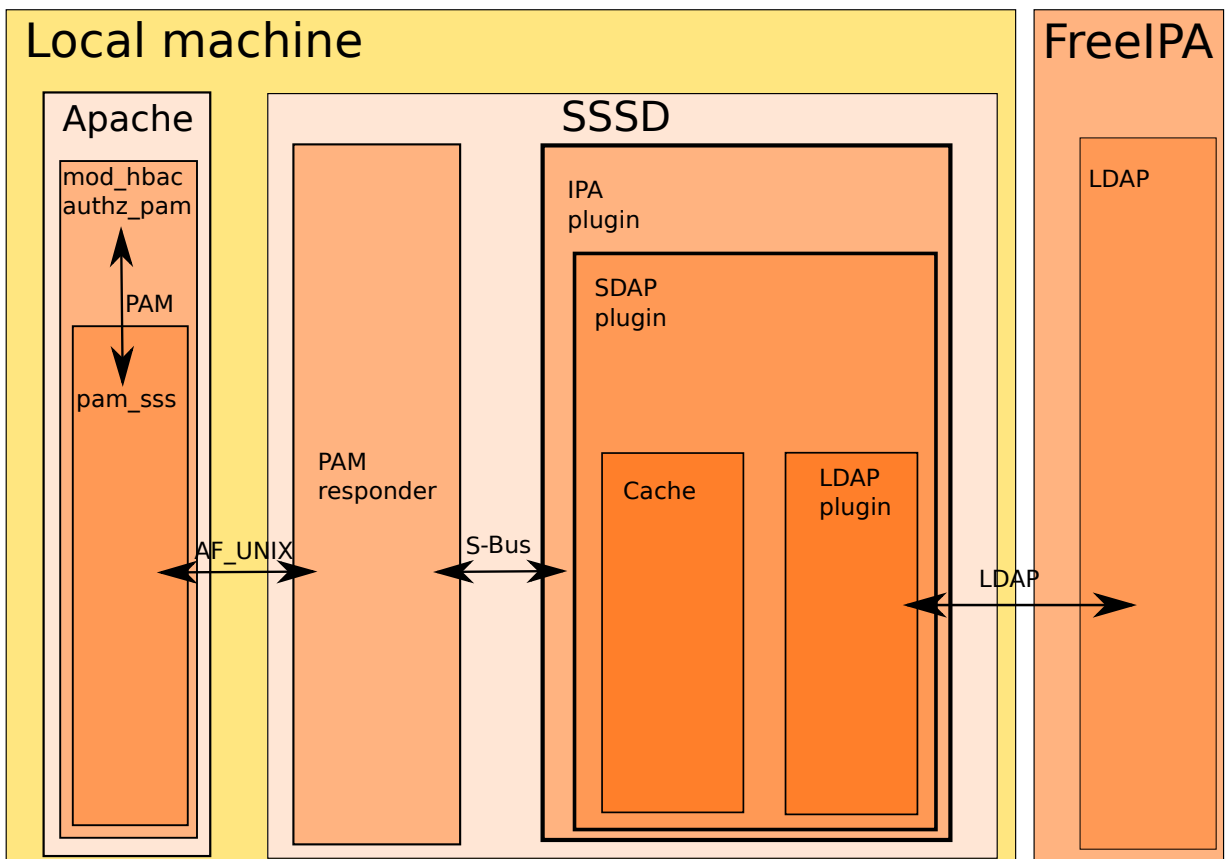 Local machine
FreeIPA
Apache
SSSD
mod_hbac
authz_pam
PAM
pam_sss
AF_UNIX
PAM
responder
S-Bus
IPA
plugin
SDAP
plugin
Cache
LDAP
plugin
LDAP
LDAP